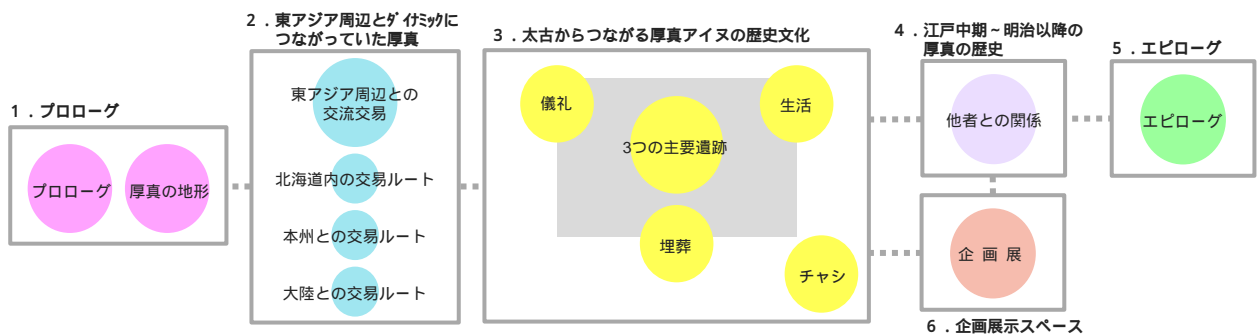 １．プロローグ
プロローグ
厚真の地形
２．東アジア周辺とダイナミックに
つながっていた厚真
東アジア周辺との
交流交易
北海道内の交易ルート
本州との交易ルート
大陸との交易ルート
３．太古からつながる厚真アイヌの歴史文化
儀礼
生活
3つの主要遺跡
埋葬
チャシ
４．江戸中期～明治以降の
厚真の歴史
他者との関係
企 画 展
６．企画展示スペース
５．エピローグ
エピローグ